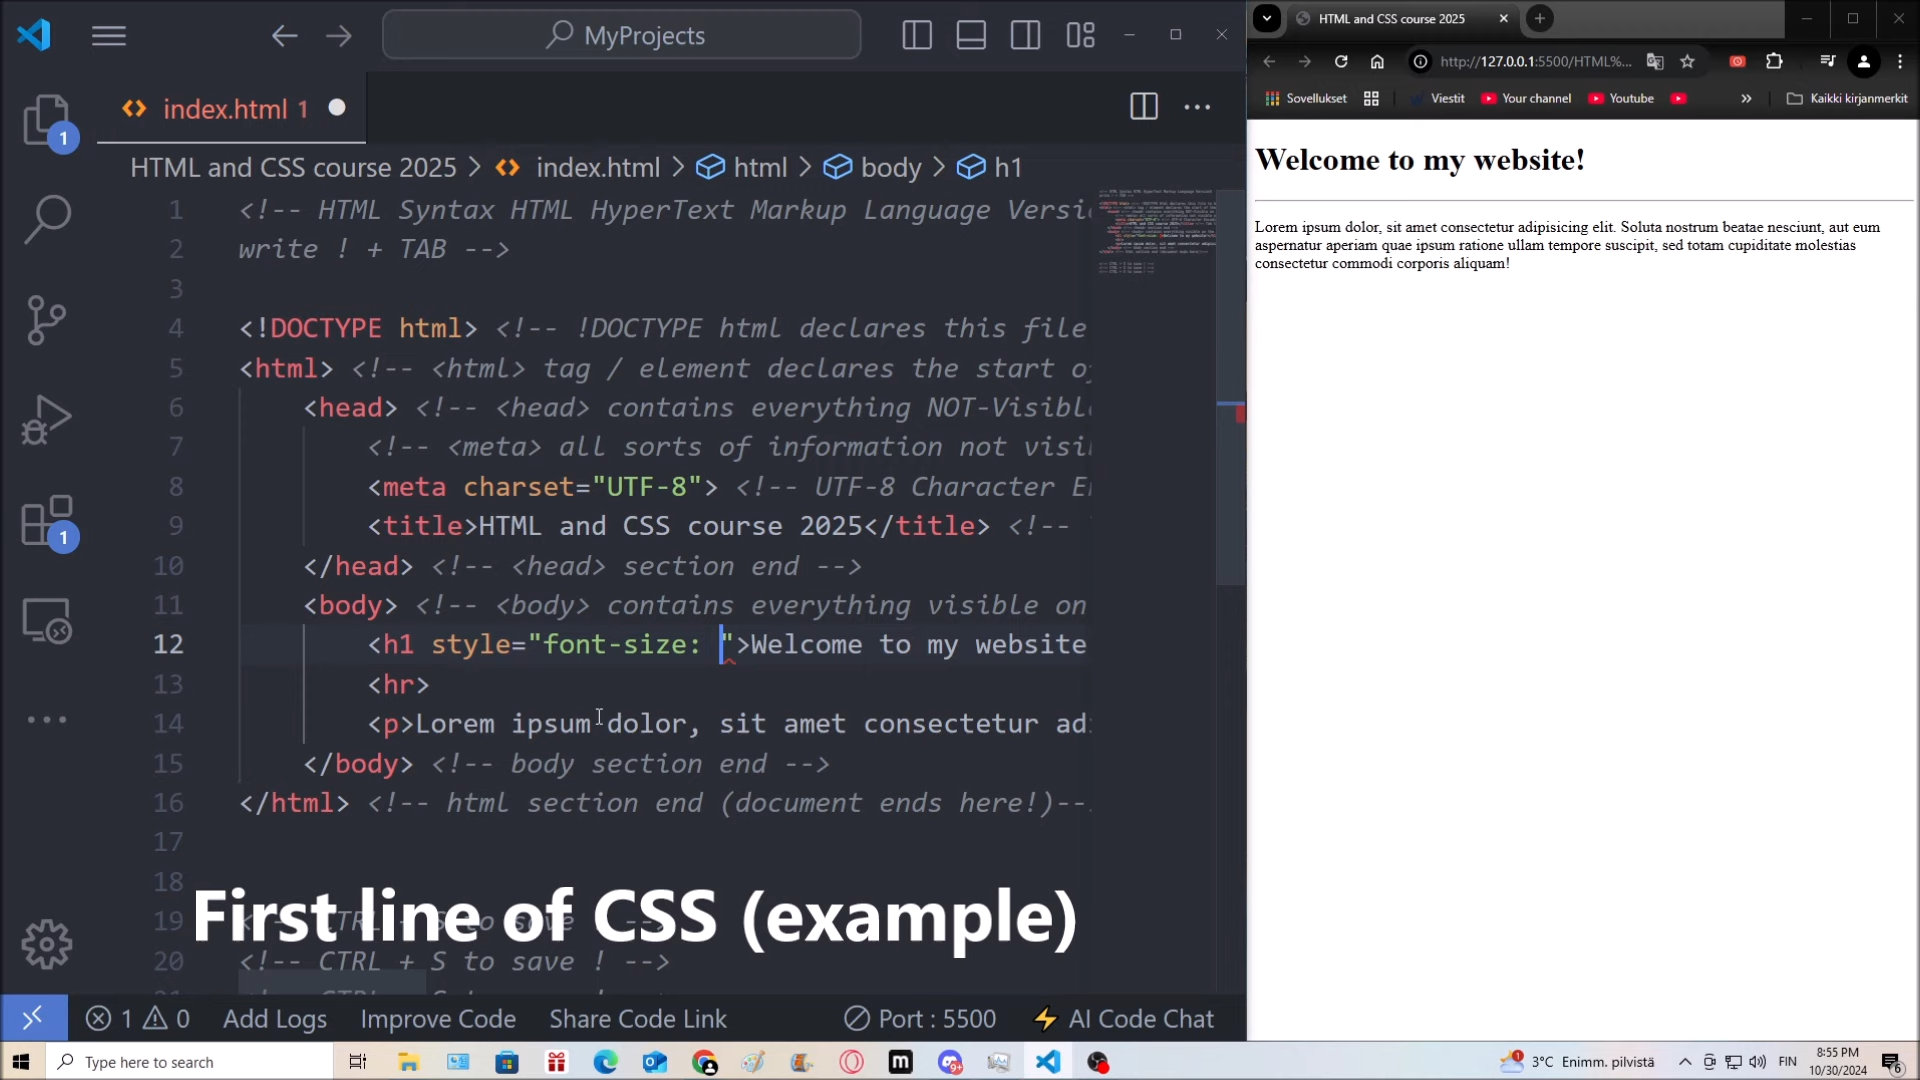 MyProjects
index.html 1
HTML and CSS course 2025 > index.html > html > body > h1
1 <!-- HTML Syntax HTML HyperText Markup Language Versi
2 write ! + TAB -->
3
4 <!DOCTYPE html> <!-- !DOCTYPE html declares this file
5 <html> <!-- <html> tag / element declares the start o
6 <head> <!-- <head> contains everything NOT-Visibl
7 <!-- <meta> all sorts of information not visi
8 <meta charset="UTF-8"> <!-- UTF-8 Character E
9 <title>HTML and CSS course 2025</title> <!--
10 </head> <!-- <head> section end -->
11 <body> <!-- <body> contains everything visible on
12 <h1 style="font-size: ">Welcome to my website
13 <hr>
14 <p>Lorem ipsum dolor, sit amet consectetur ad
15 </body> <!-- body section end -->
16 </html> <!-- html section end (document ends here!)--
17
18
19 to save
First line of CSS (example)
20 <!-- CTRL + S to save ! -->
1
1
1 0 Add Logs Improve Code Share Code Link Port : 5500 AI Code Chat
HTML and CSS course 2025
http://127.0.0.1:5500/HTML%...
Sovellukset Viestit Your channel Youtube » Kaikki kirjanmerkit
Welcome to my website!
Lorem ipsum dolor, sit amet consectetur adipisicing elit. Soluta nostrum beatae nesciunt, aut eum
aspernatur aperiam quae ipsum ratione ullam tempore suscipit, sed totam cupiditate molestias
consectetur commodi corporis aliquam!
Type here to search
3°C Enimm. pilvistä FIN
8:55 PM
10/30/2024